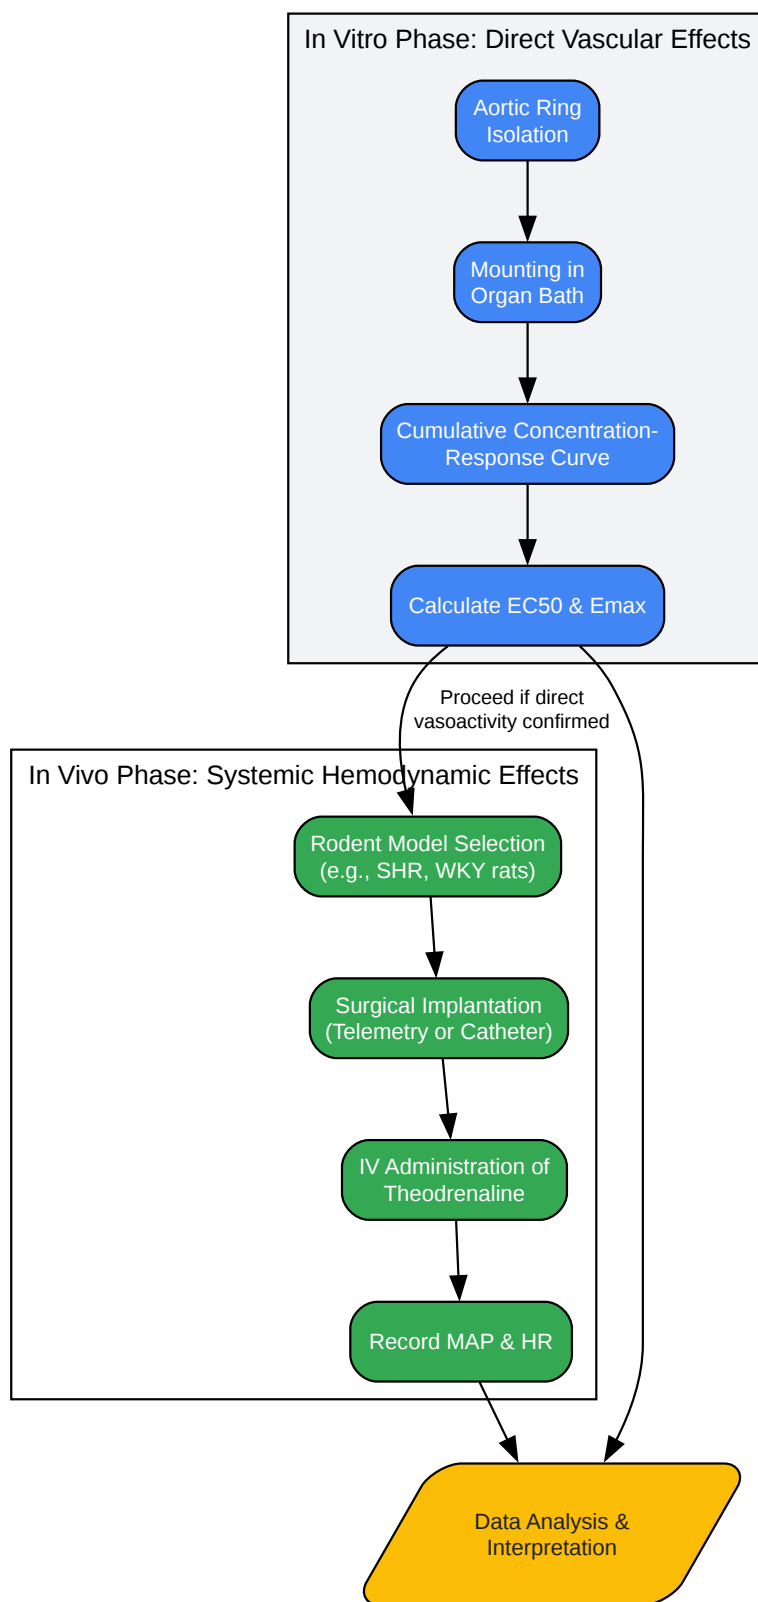 In Vitro Phase: Direct Vascular Effects
Aortic Ring
Isolation
Mounting in
Organ Bath
Cumulative Concentration-
Response Curve
Calculate EC50 & Emax
Proceed if direct
vasoactivity confirmed
In Vivo Phase: Systemic Hemodynamic Effects
Rodent Model Selection
(e.g., SHR, WKY rats)
Surgical Implantation
(Telemetry or Catheter)
IV Administration of
Theodrenaline
Record MAP & HR
Data Analysis &
Interpretation